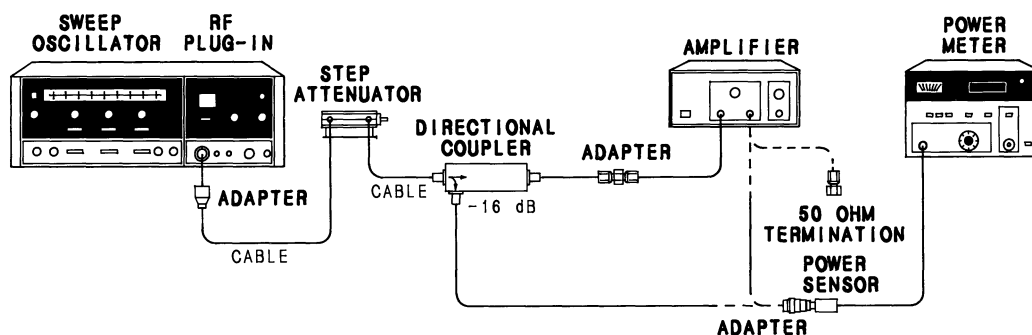 SWEEP
OSCILLATOR
RF
PLUG-IN
STEP
ATTENUATOR
DIRECTIONAL
COUPLER
ADAPTER
AMPLIFIER
POWER
METER
ADAPTER
CABLE
CABLE
-16 dB
50 OHM
TERMINATION
POWER
SENSOR
ADAPTER